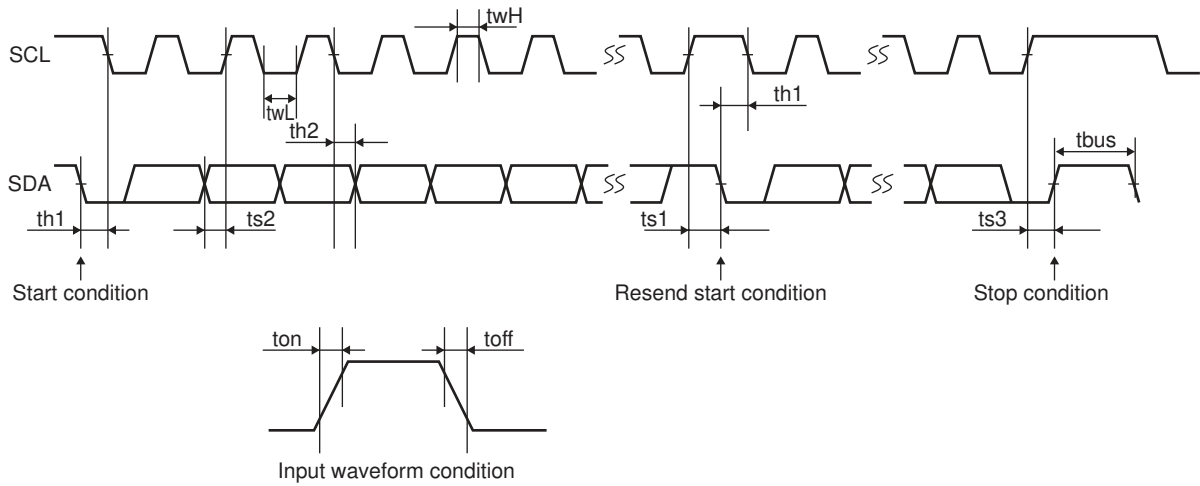 twH
SCL
twL
th1
th2
tbus
SDA
th1
ts2
ts1
ts3
Start condition
Resend start condition
Stop condition
ton
toff
Input waveform condition